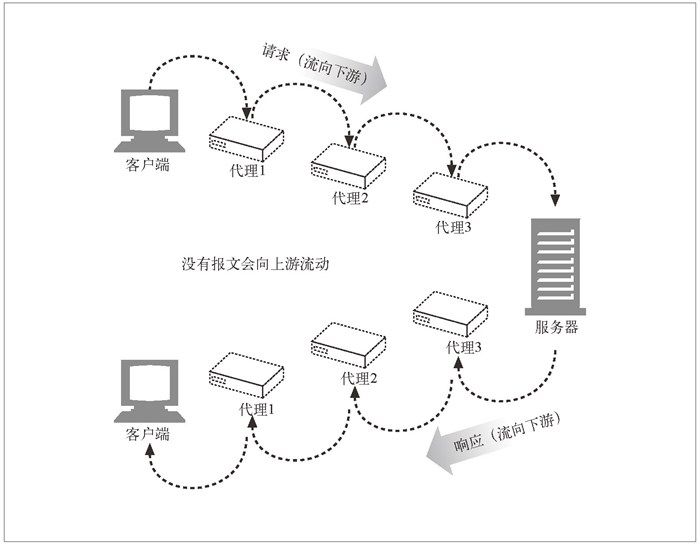 请求（流向下游）
客户端
代理1
代理2
代理3
没有报文会向上游流动
服务器
代理3
代理2
代理1
客户端
响应（流向下游）